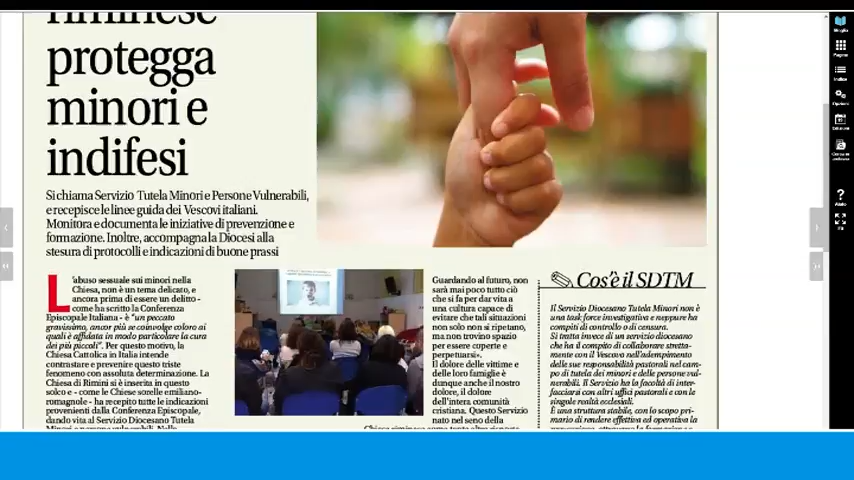 riminese
protegga
minori e
indifesi
Si chiama Servizio Tutela Minori e Persone Vulnerabili,
e recepisce le linee guida dei Vescovi italiani.
Monitora e documenta le iniziative di prevenzione e
formazione. Inoltre, accompagna la Diocesi alla
stesura di protocolli e indicazioni di buone prassi
L'abuso sessuale sui minori nella
Chiesa, non è un tema delicato, e
ancora prima di essere un delitto -
come ha scritto la Conferenza
Episcopale Italiana - è "un peccato
gravissimo, ancor più se coinvolge coloro ai
quali è affidata in modo particolare la cura
dei più piccoli". Per questo motivo, la
Chiesa Cattolica in Italia intende
contrastare e prevenire questo triste
fenomeno con assoluta determinazione. La
Chiesa di Rimini si è inserita in questo
solco e - come le Chiese sorelle emiliano-
romagnole - ha recepito tutte le indicazioni
provenienti dalla Conferenza Episcopale,
dando vita al Servizio Diocesano Tutela
Guardando al futuro, non
sarà mai poco tutto ciò
che si fa per dar vita a
una cultura capace di
evitare che tali situazioni
non solo non si ripetano,
ma non trovino spazio
per essere coperte e
perpetuarsi».
Il dolore delle vittime e
delle loro famiglie è
dunque anche il nostro
dolore, il dolore
dell'intera comunità
cristiana. Questo Servizio
nato nel seno della
Cos'è il SDTM
Il Servizio Diocesano Tutela Minori non è
una task force investigativa e neppure ha
compiti di controllo o di censura.
Si tratta invece di un servizio diocesano
che ha il compito di collaborare stretta-
mente con il Vescovo nell'adempimento
delle sue responsabilità pastorali nel cam-
po di tutela dei minori e delle persone vul-
nerabili. Il Servizio ha la facoltà di inter-
facciarsi con altri uffici pastorali e con le
singole realtà ecclesiali.
È una struttura stabile, con lo scopo pri-
mario di rendere effettiva ed operativa la
Sfoglia
Pagine
Indice
Opzioni
Edizioni
Cerca in
archivio
Aiuto